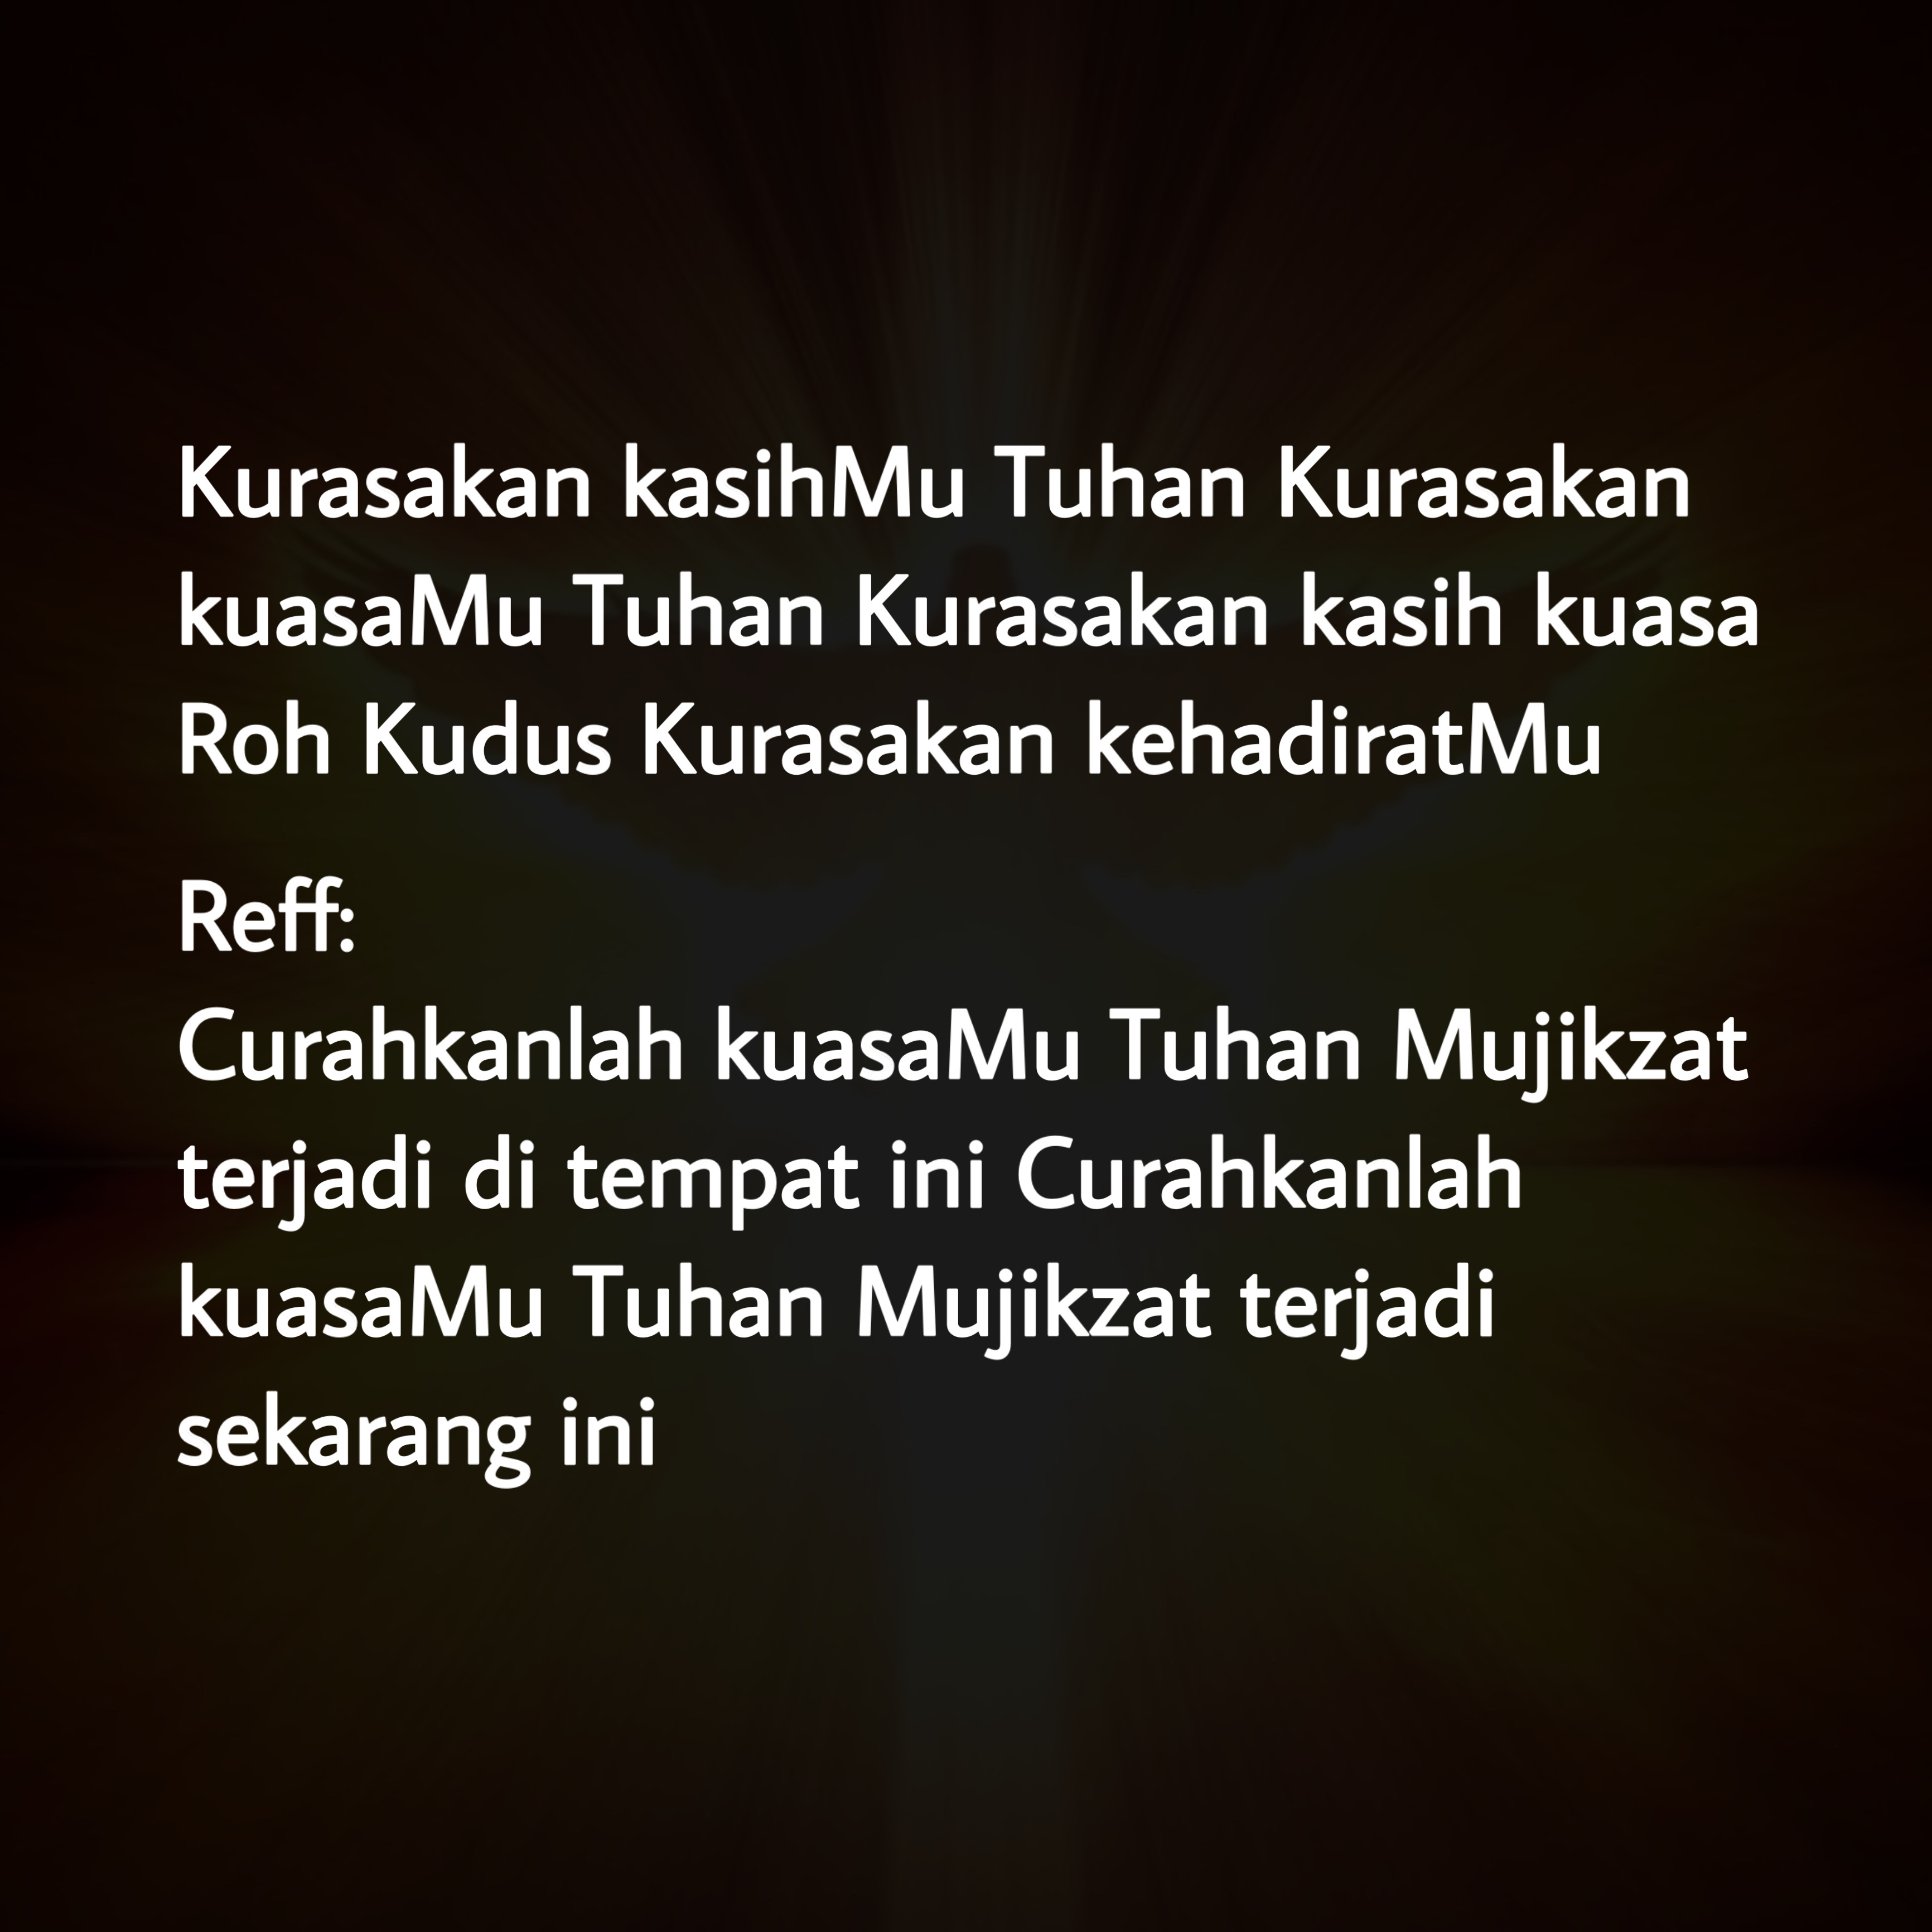 Kurasakan kasihMu Tuhan Kurasakan
kuasaMu Tuhan Kurasakan kasih kuasa
Roh Kudus Kurasakan kehadiratMu
Reff:
Curahkanlah kuasaMu Tuhan Mujikzat
terjadi di tempat ini Curahkanlah
kuasaMu Tuhan Mujikzat terjadi
sekarang ini